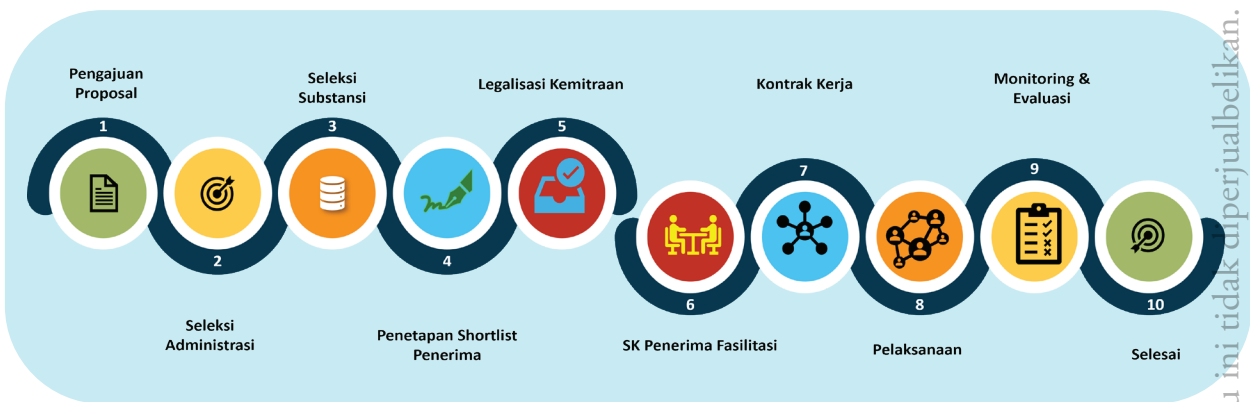 Pengajuan
Proposal
1
2
Seleksi
Administrasi
Seleksi
Substansi
3
4
Penetapan Shortlist
Penerima
Legalisasi Kemitraan
5
6
SK Penerima Fasilitasi
Kontrak Kerja
7
8
Pelaksanaan
Monitoring &
Evaluasi
9
10
Selesai
ini tidak diperjualbelikan.